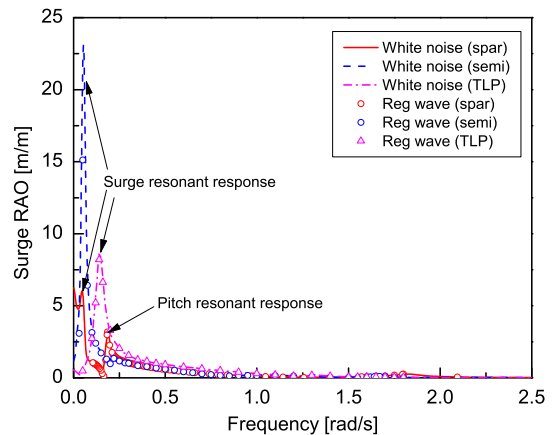 25
20
15
10
5
0
0.0
0.5
1.0
1.5
2.0
2.5
Surge RAO [m/m]
Frequency [rad/s]
White noise (spar)
White noise (semi)
White noise (TLP)
Reg wave (spar)
Reg wave (semi)
Reg wave (TLP)
Surge resonant response
Pitch resonant response